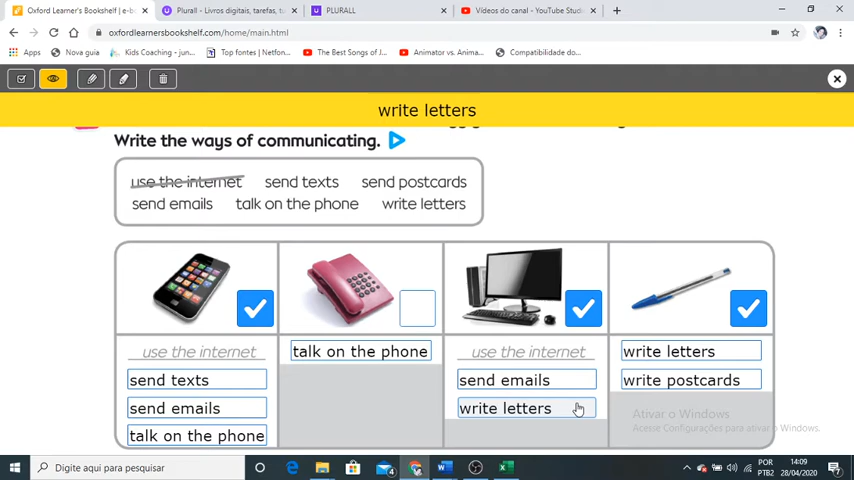 Oxford Learner's Bookshelf | e-bo
Plurall - Livros digitais, tarefas, tu
PLURALL
Vídeos do canal - YouTube Studi
oxfordlearnersbookshelf.com/home/main.html
Apps
Nova guia
Kids Coaching - jun...
Top fontes | Netfon...
The Best Songs of J...
Animator vs. Anima...
Compatibilidade do...
write letters
Write the ways of communicating.
use the internet send texts send postcards
send emails talk on the phone write letters
use the internet
send texts
send emails
talk on the phone
talk on the phone
use the internet
send emails
write letters
write letters
write postcards
Ativar o Windows
Acesse Configurações para ativar o Windows.
Digite aqui para pesquisar
POR
PTB2
14:09
28/04/2020